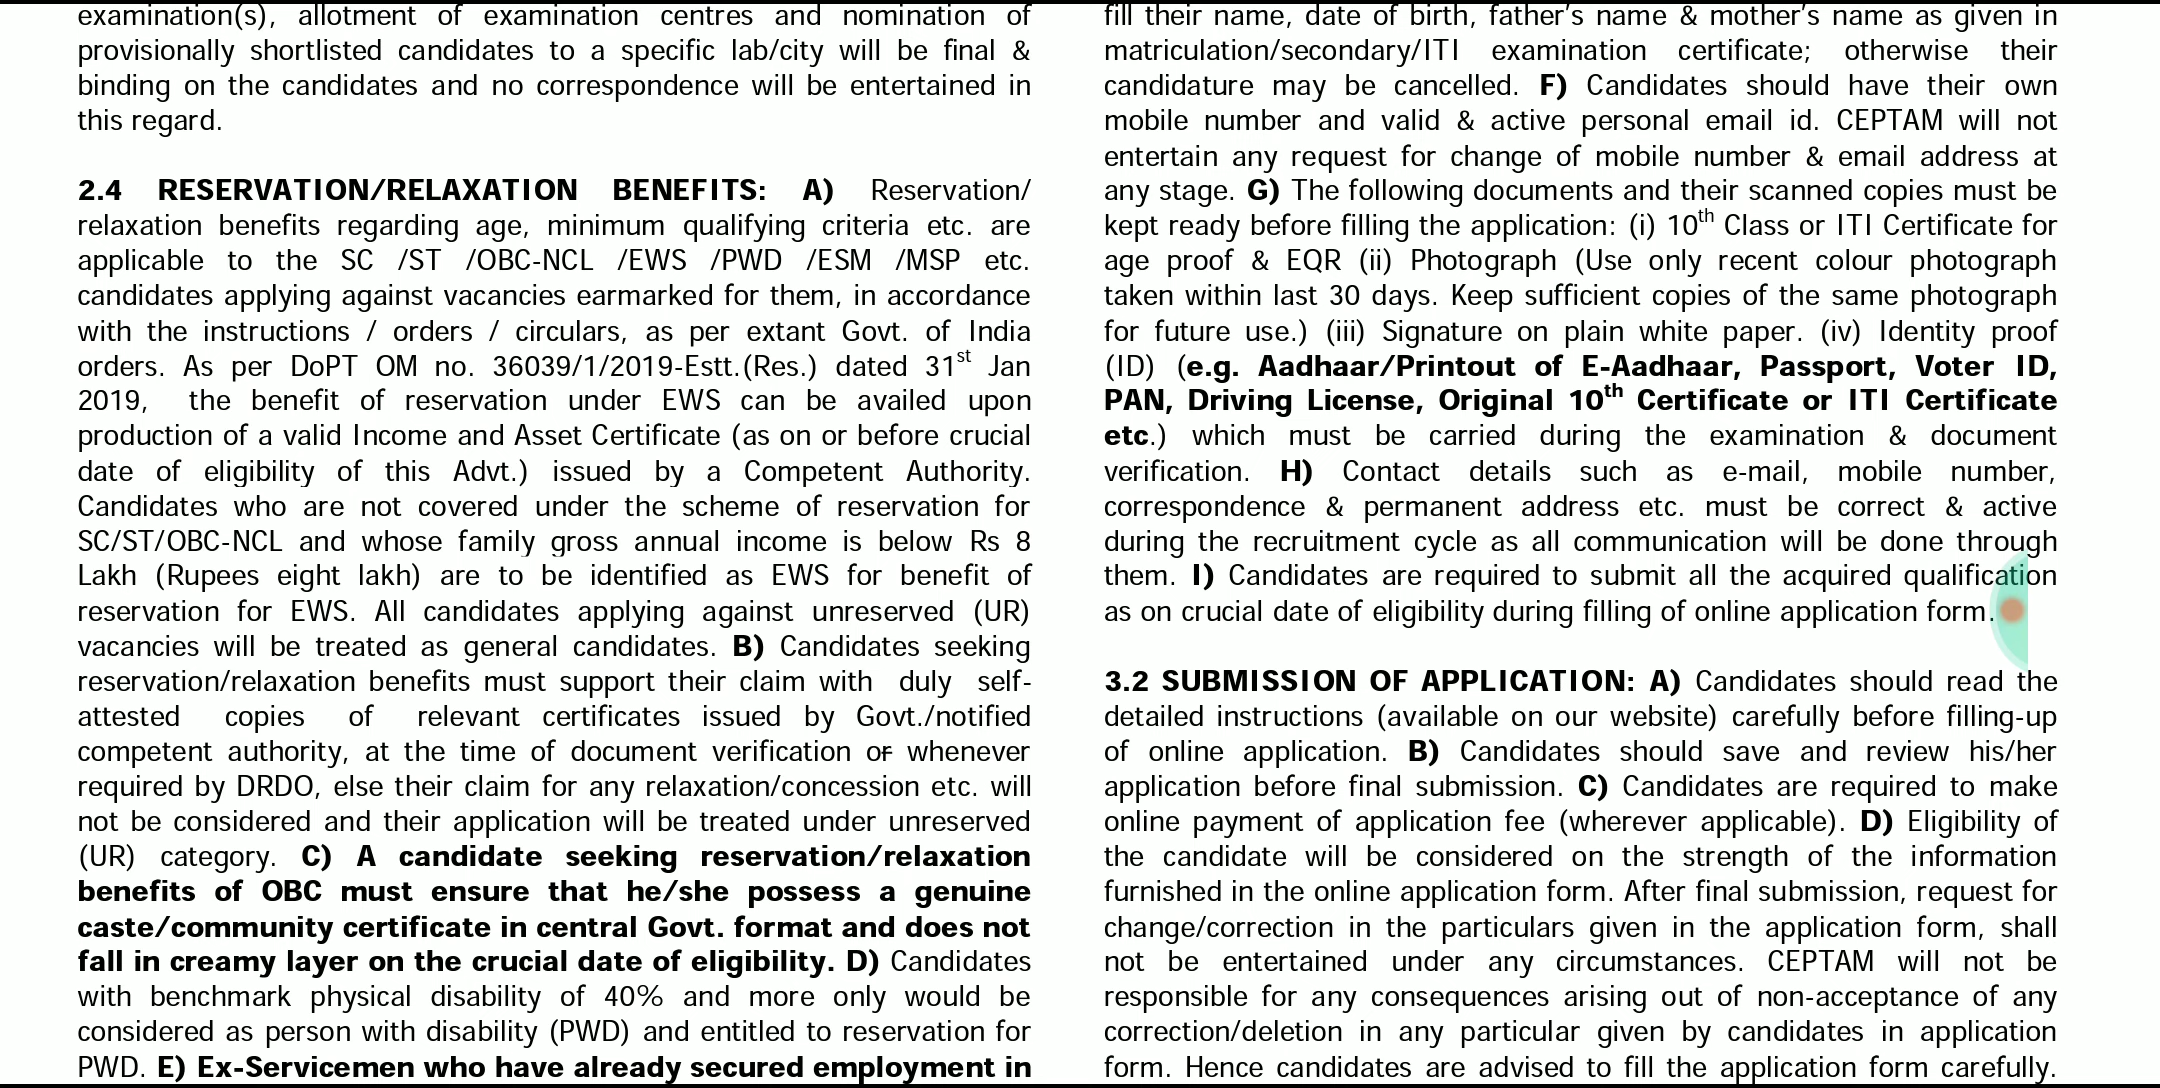 examination(s), allotment of examination centres and nomination of
provisionally shortlisted candidates to a specific lab/city will be final &
binding on the candidates and no correspondence will be entertained in
this regard.
2.4 RESERVATION/RELAXATION BENEFITS: A) Reservation/
relaxation benefits regarding age, minimum qualifying criteria etc. are
applicable to the SC /ST /OBC-NCL /EWS /PWD /ESM /MSP etc.
candidates applying against vacancies earmarked for them, in accordance
with the instructions / orders / circulars, as per extant Govt. of India
orders. As per DoPT OM no. 36039/1/2019-Estt.(Res.) dated 31st Jan
2019, the benefit of reservation under EWS can be availed upon
production of a valid Income and Asset Certificate (as on or before crucial
date of eligibility of this Advt.) issued by a Competent Authority.
Candidates who are not covered under the scheme of reservation for
SC/ST/OBC-NCL and whose family gross annual income is below Rs 8
Lakh (Rupees eight lakh) are to be identified as EWS for benefit of
reservation for EWS. All candidates applying against unreserved (UR)
vacancies will be treated as general candidates. B) Candidates seeking
reservation/relaxation benefits must support their claim with duly self-
attested copies of relevant certificates issued by Govt./notified
competent authority, at the time of document verification or whenever
required by DRDO, else their claim for any relaxation/concession etc. will
not be considered and their application will be treated under unreserved
(UR) category. C) A candidate seeking reservation/relaxation
benefits of OBC must ensure that he/she possess a genuine
caste/community certificate in central Govt. format and does not
fall in creamy layer on the crucial date of eligibility. D) Candidates
with benchmark physical disability of 40% and more only would be
considered as person with disability (PWD) and entitled to reservation for
PWD. E) Ex-Servicemen who have already secured employment in
fill their name, date of birth, father's name & mother's name as given in
matriculation/secondary/ITI examination certificate; otherwise their
candidature may be cancelled. F) Candidates should have their own
mobile number and valid & active personal email id. CEPTAM will not
entertain any request for change of mobile number & email address at
any stage. G) The following documents and their scanned copies must be
kept ready before filling the application: (i) 10th Class or ITI Certificate for
age proof & EQR (ii) Photograph (Use only recent colour photograph
taken within last 30 days. Keep sufficient copies of the same photograph
for future use.) (iii) Signature on plain white paper. (iv) Identity proof
(ID) (e.g. Aadhaar/Printout of E-Aadhaar, Passport, Voter ID,
PAN, Driving License, Original 10th Certificate or ITI Certificate
etc.) which must be carried during the examination & document
verification. H) Contact details such as e-mail, mobile number,
correspondence & permanent address etc. must be correct & active
during the recruitment cycle as all communication will be done through
them. I) Candidates are required to submit all the acquired qualification
as on crucial date of eligibility during filling of online application form.
3.2 SUBMISSION OF APPLICATION: A) Candidates should read the
detailed instructions (available on our website) carefully before filling-up
of online application. B) Candidates should save and review his/her
application before final submission. C) Candidates are required to make
online payment of application fee (wherever applicable). D) Eligibility of
the candidate will be considered on the strength of the information
furnished in the online application form. After final submission, request for
change/correction in the particulars given in the application form, shall
not be entertained under any circumstances. CEPTAM will not be
responsible for any consequences arising out of non-acceptance of any
correction/deletion in any particular given by candidates in application
form. Hence candidates are advised to fill the application form carefully.